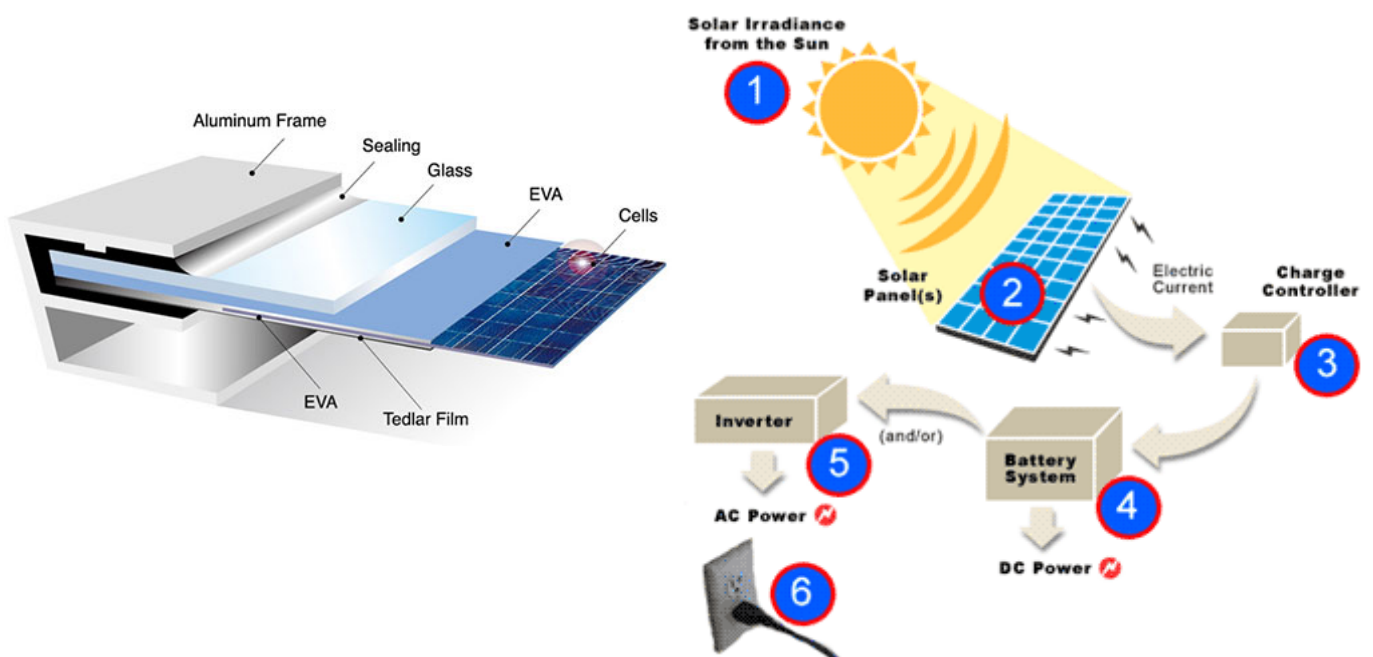 Aluminum Frame
Sealing
Glass
EVA
Cells
EVA
Tedlar Film
Solar Irradiance
from the Sun
1
Solar
Panel(s)
2
Electric
Current
Charge
Controller
3
Inverter
5
(and/or)
Battery
System
4
AC Power
DC Power
6